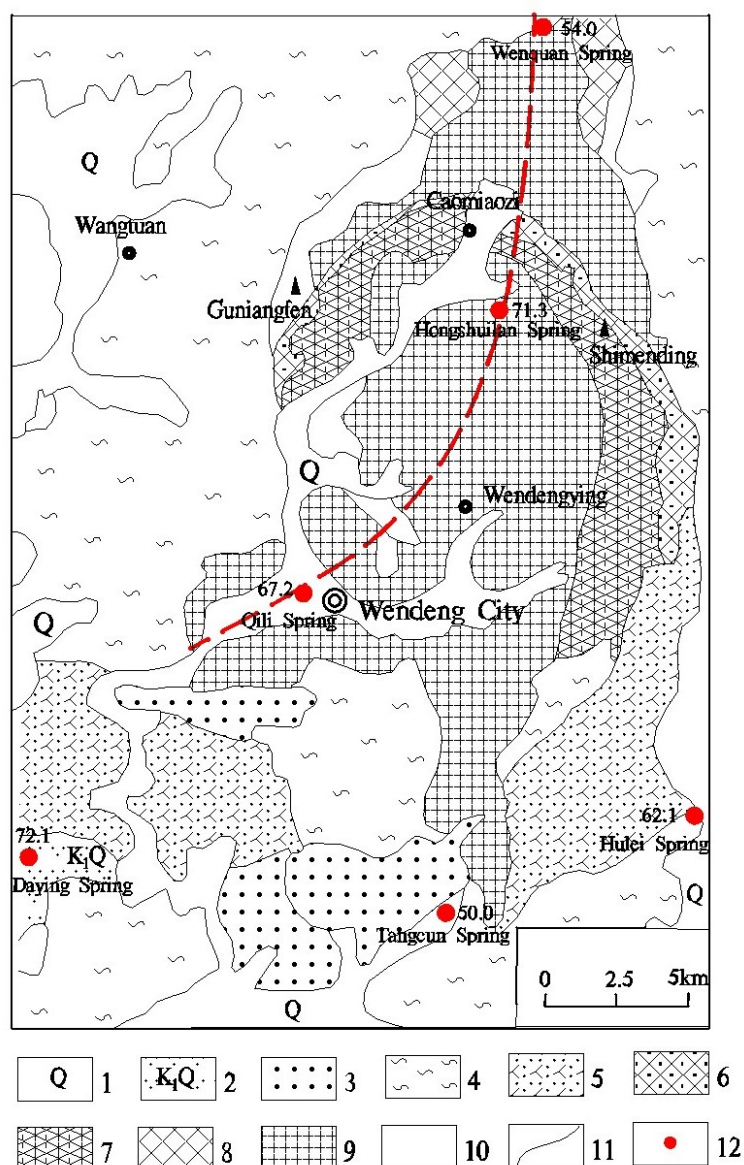 54.0
Wenquan Spring
Q
Caomiaozi
Wangtuan
Guniangfen
71.3
Hongshuilan Spring
Shimending
Q
Wendengying
67.2
Q
Qili Spring
Wendeng City
72.1
K1Q
Daying Spring
62.1
Hulei Spring
Q
50.0
Tangcun Spring
0 2.5 5km
Q
Q 1 K1Q 2 3 4 5 6
7 8 9 10 11 12